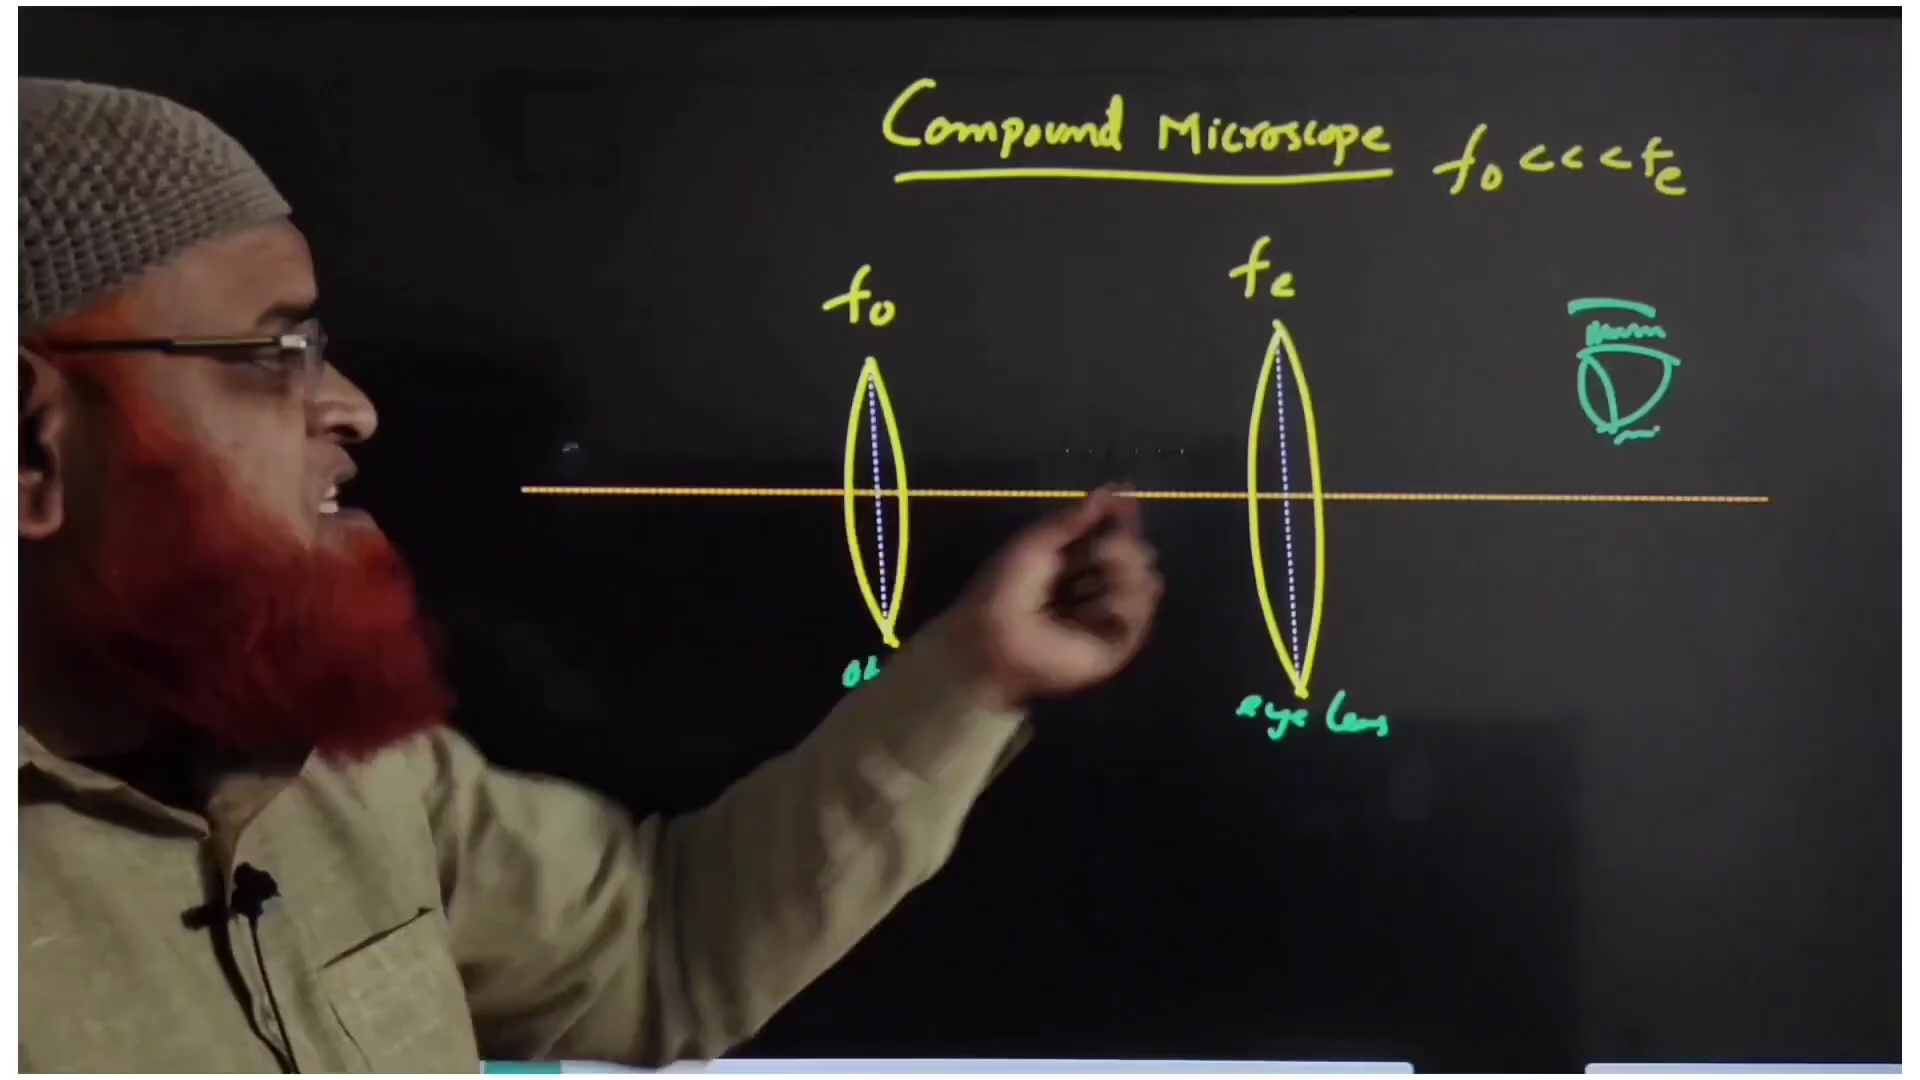 Compound Microscope fo <<< fe
fo
fe
eye lens